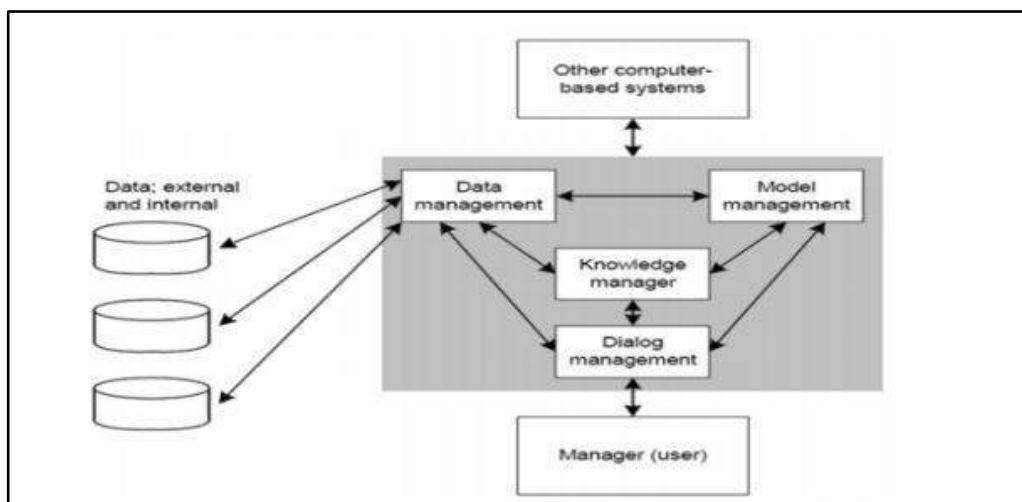 Other computer-
based systems
Data; external
and internal
Data
management
Model
management
Knowledge
manager
Dialog
management
Manager (user)